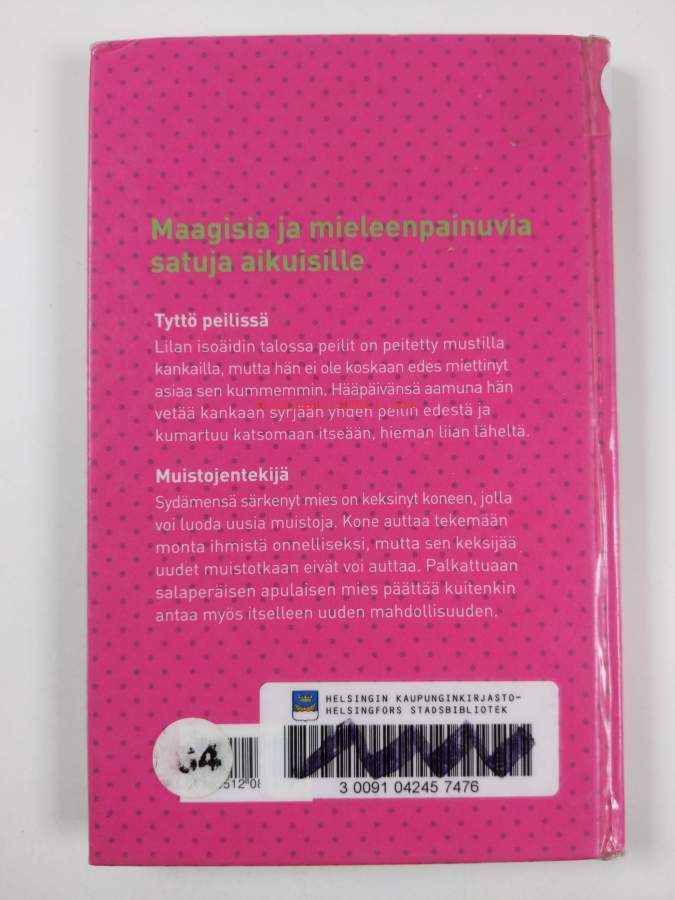 Maagisia ja mieleenpainuvia
satuja aikuisille
Tyttö peilissä
Lilan isoäidin talossa peilit on peitetty mustilla
kankailla, mutta hän ei ole koskaan edes miettinyt
asiaa sen kummemmin. Hääpäivänsä aamuna hän
vetää kankaan syrjään yhden peilin edestä ja
kumartuu katsomaan itseään, hieman liian läheltä.
Muistojentekijä
Sydämensä särkenyt mies on keksinyt koneen, jolla
voi luoda uusia muistoja. Kone auttaa tekemään
monta ihmistä onnelliseksi, mutta sen keksijää
uudet muistotkaan eivät voi auttaa. Palkattuaan
salaperäisen apulaisen mies päättää kuitenkin
antaa myös itselleen uuden mahdollisuuden.
HELSINGIN KAUPUNGINKIRJASTO-
HELSINGFORS STADSBIBLIOTEK
64
512 08
3 0091 04245 7476